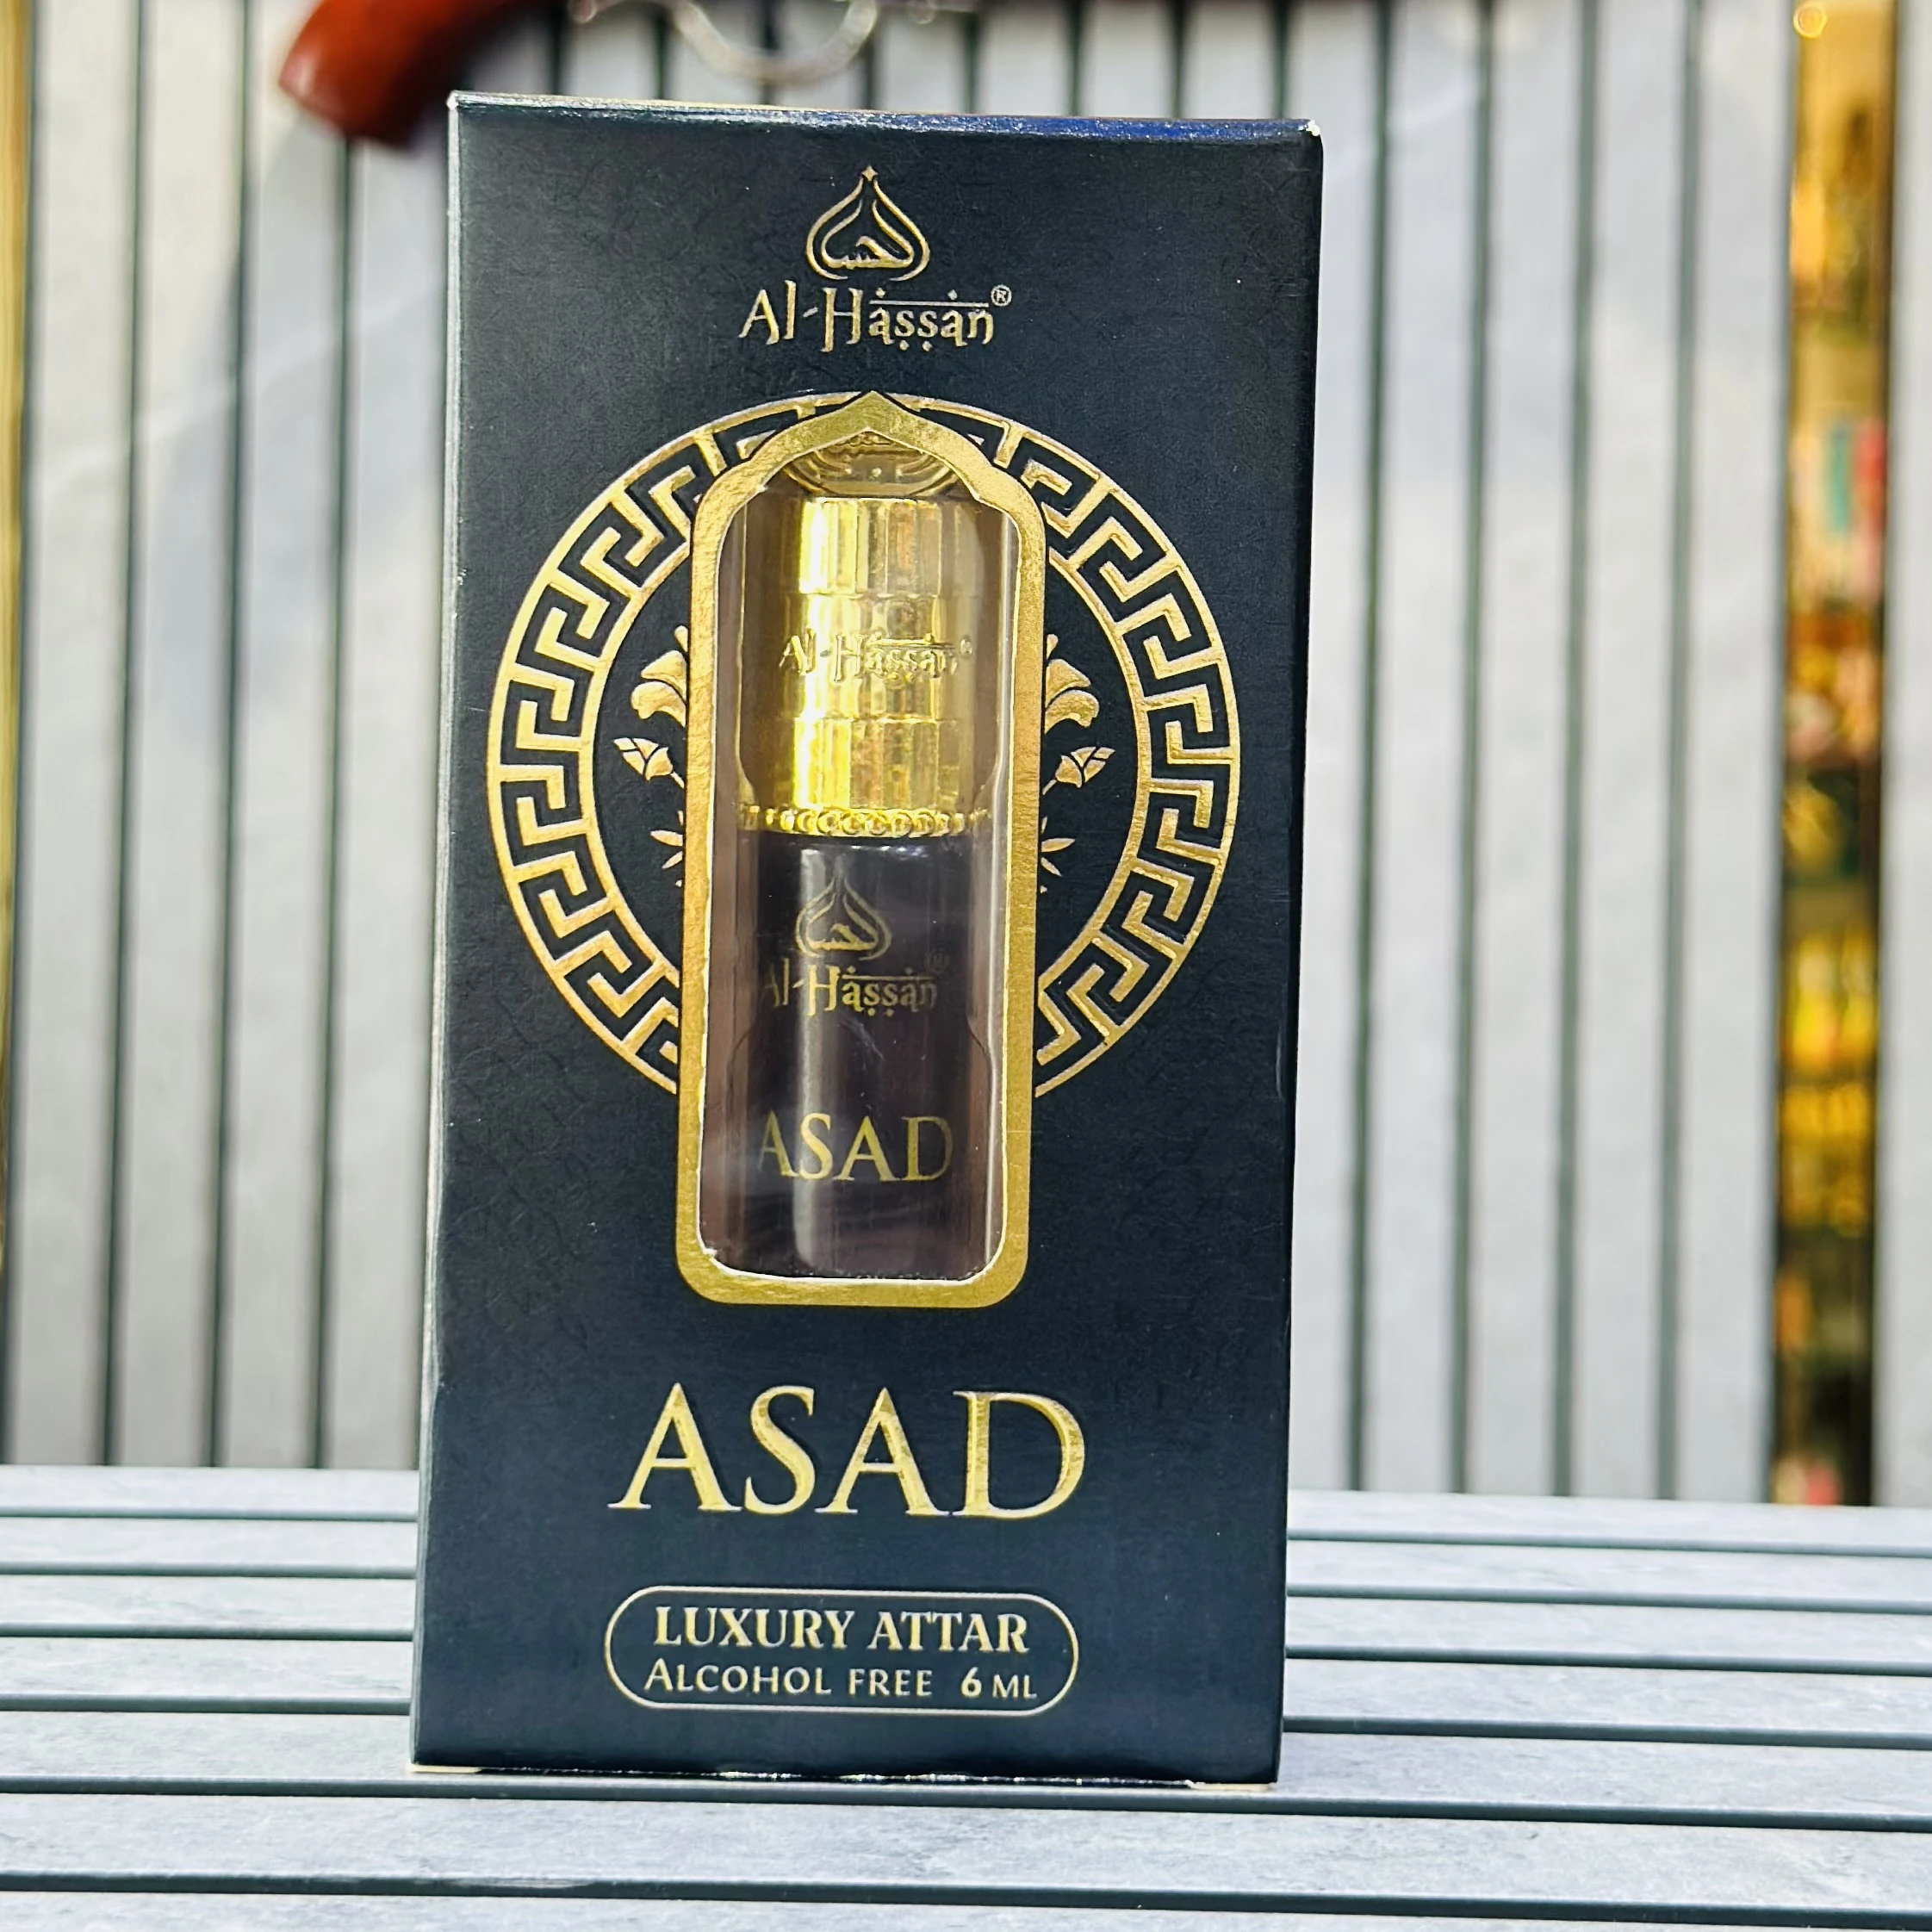 Al-Hassan®
Al-Hassan®
Al-Hassan®
ASAD
ASAD
LUXURY ATTAR
ALCOHOL FREE 6 ML